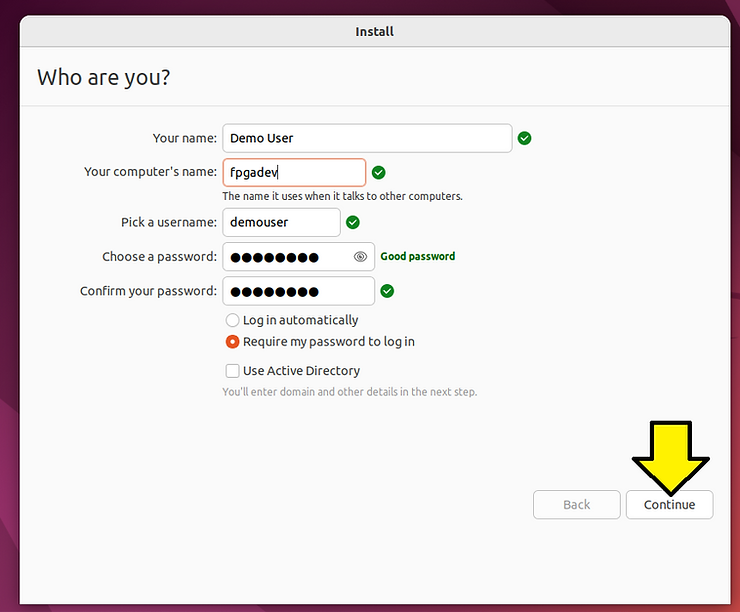 Install
Who are you?
Your name: Demo User
Your computer's name: fpgadev
The name it uses when it talks to other computers.
Pick a username: demouser
Choose a password: ●●●●●●●● Good password
Confirm your password: ●●●●●●●●
Log in automatically
Require my password to log in
Use Active Directory
You'll enter domain and other details in the next step.
Back Continue